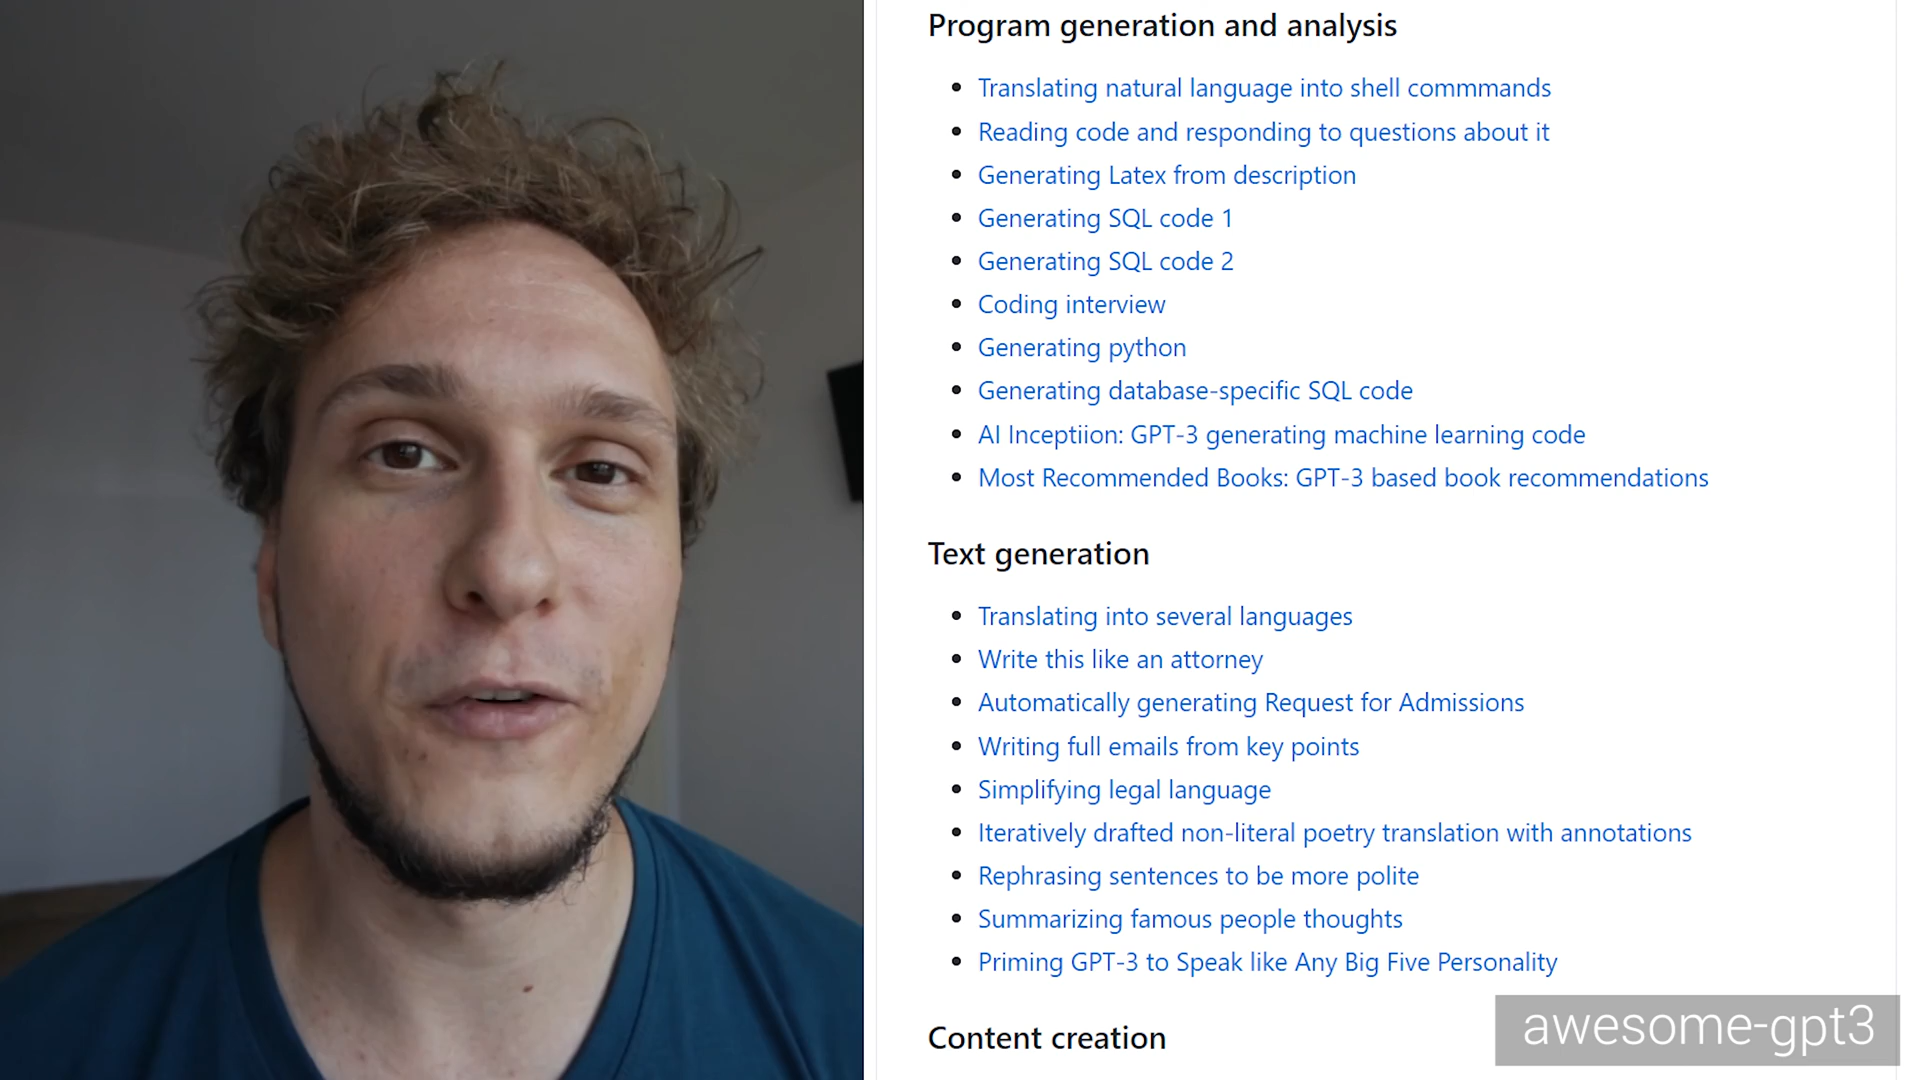 Program generation and analysis
Translating natural language into shell commmands
Reading code and responding to questions about it
Generating Latex from description
Generating SQL code 1
Generating SQL code 2
Coding interview
Generating python
Generating database-specific SQL code
AI Inceptiion: GPT-3 generating machine learning code
Most Recommended Books: GPT-3 based book recommendations
Text generation
Translating into several languages
Write this like an attorney
Automatically generating Request for Admissions
Writing full emails from key points
Simplifying legal language
Iteratively drafted non-literal poetry translation with annotations
Rephrasing sentences to be more polite
Summarizing famous people thoughts
Priming GPT-3 to Speak like Any Big Five Personality
Content creation
awesome-gpt3